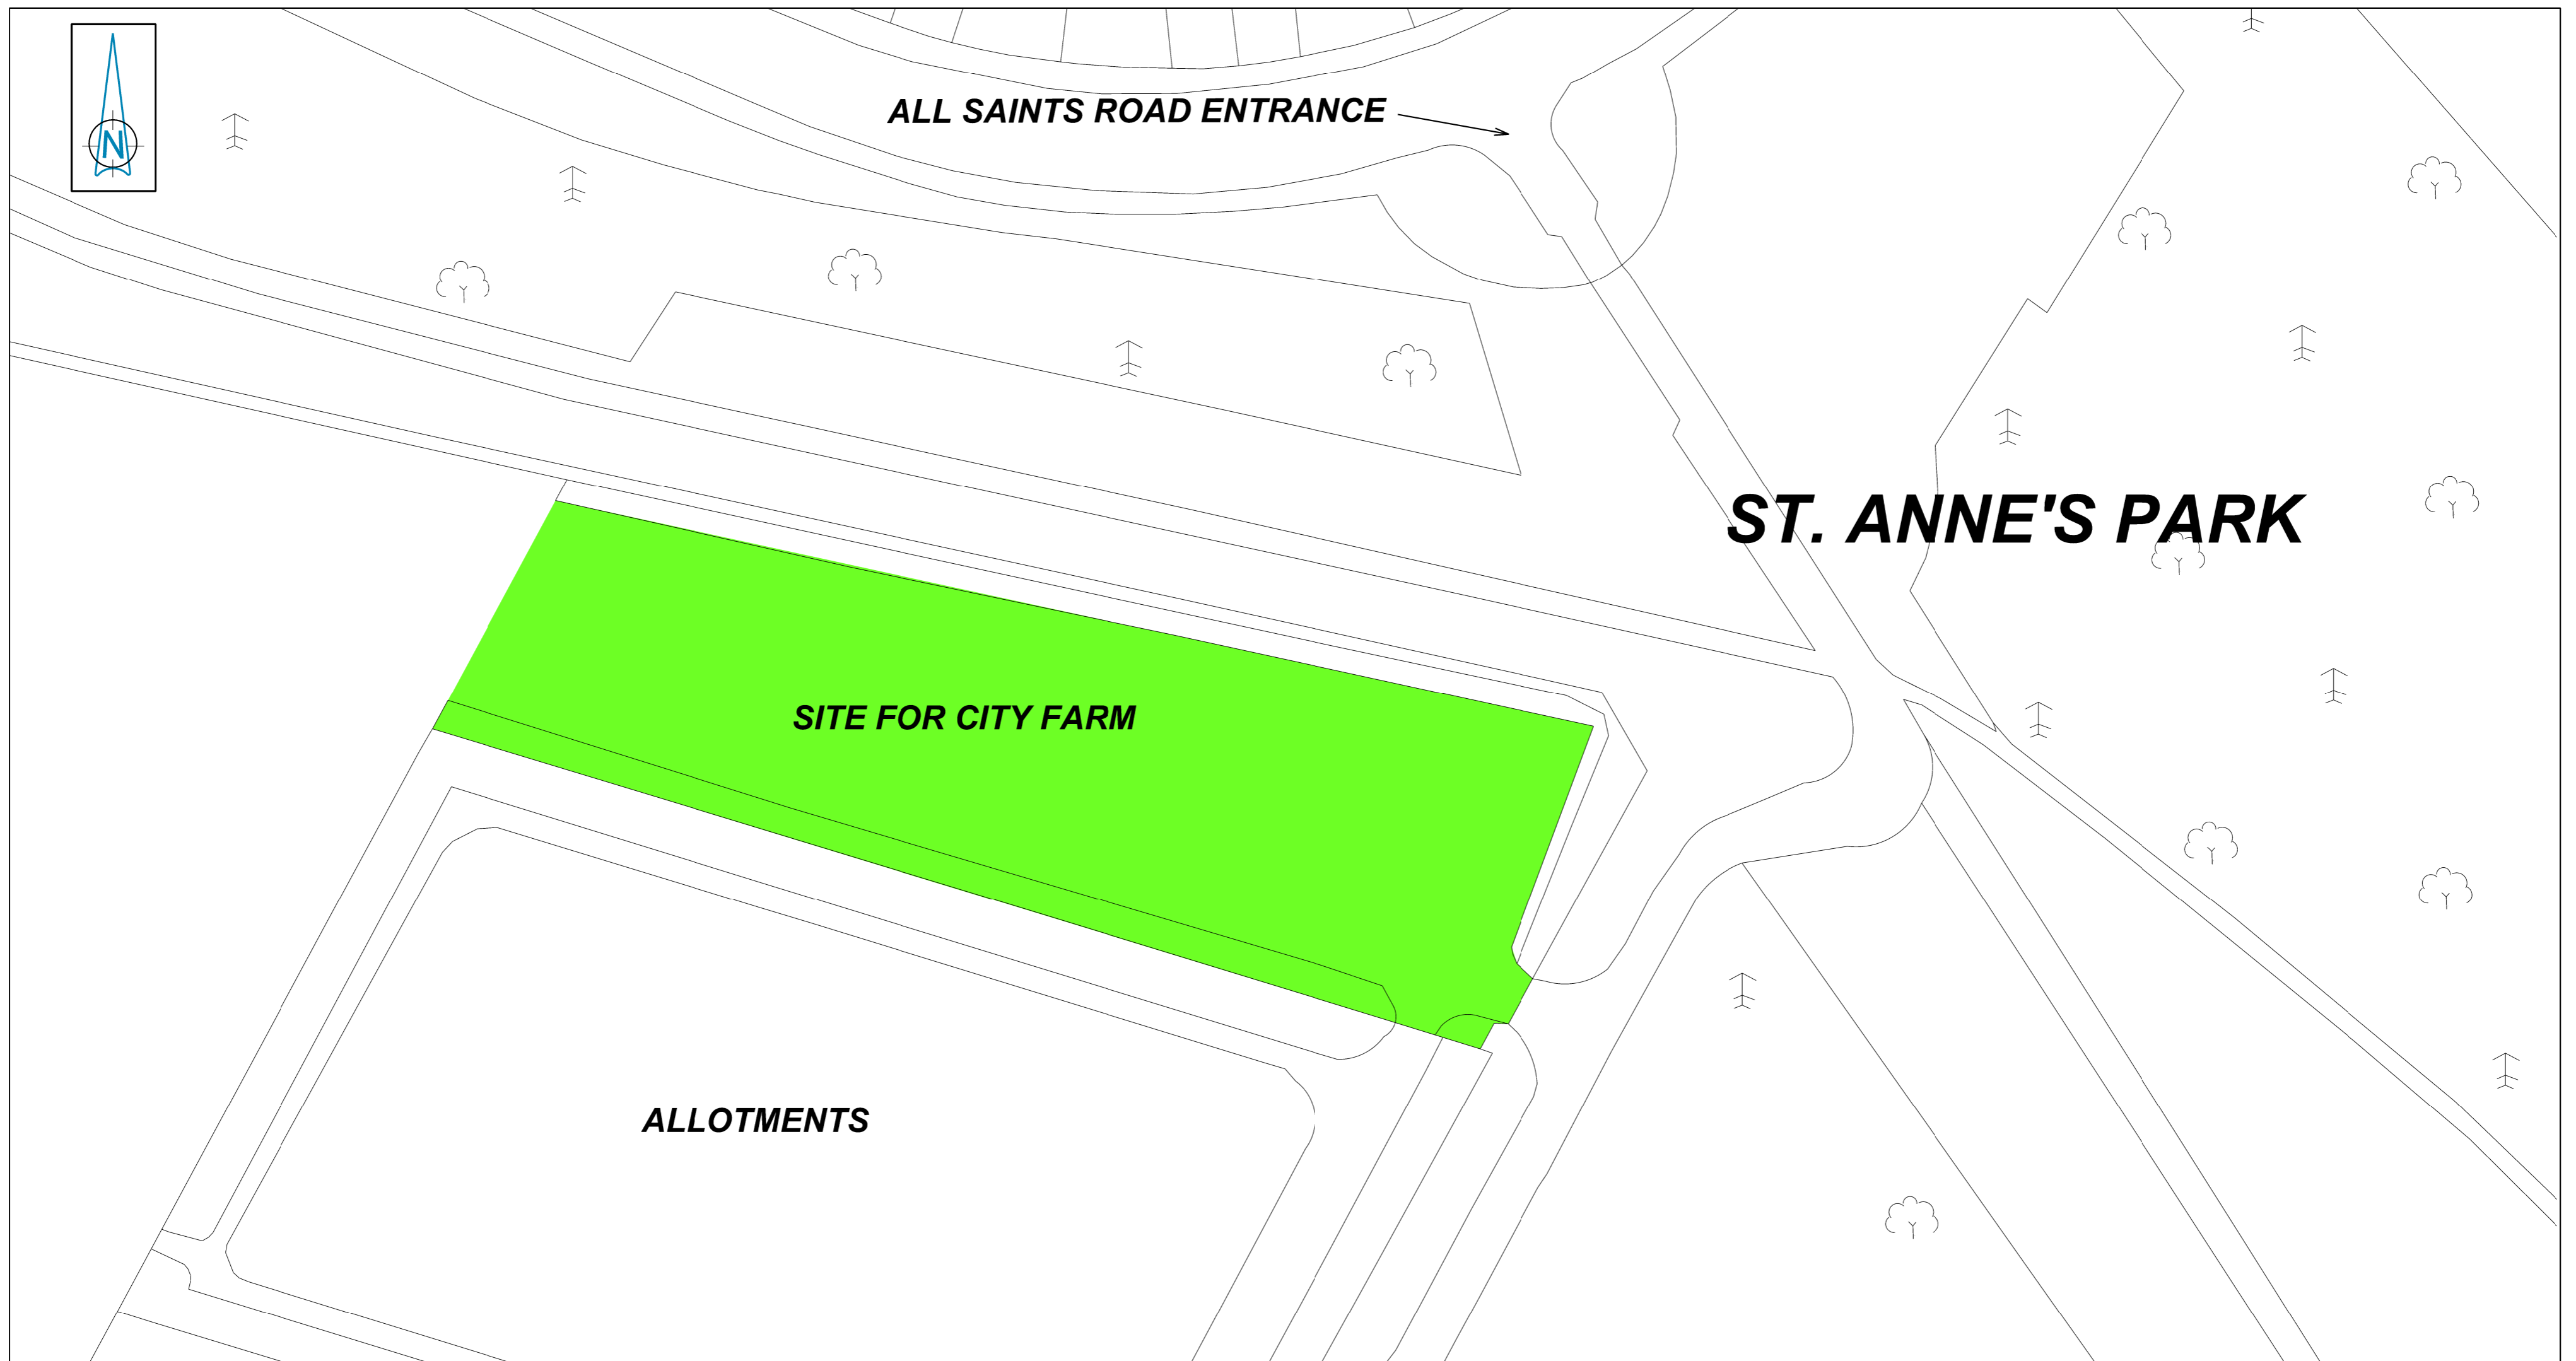 N
ALL SAINTS ROAD ENTRANCE
ST. ANNE'S PARK
SITE FOR CITY FARM
ALLOTMENTS